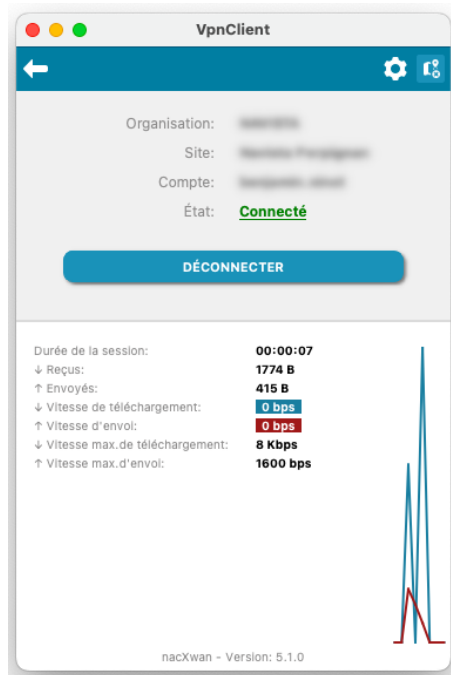 VpnClient
Organisation:
Site:
Compte:
État: Connecté
DÉCONNECTER
Durée de la session: 00:00:07
↓ Reçus: 1774 B
↑ Envoyés: 415 B
↓ Vitesse de téléchargement: 0 bps
↑ Vitesse d'envoi: 0 bps
↓ Vitesse max.de téléchargement: 8 Kbps
↑ Vitesse max.d'envoi: 1600 bps
nacXwan - Version: 5.1.0